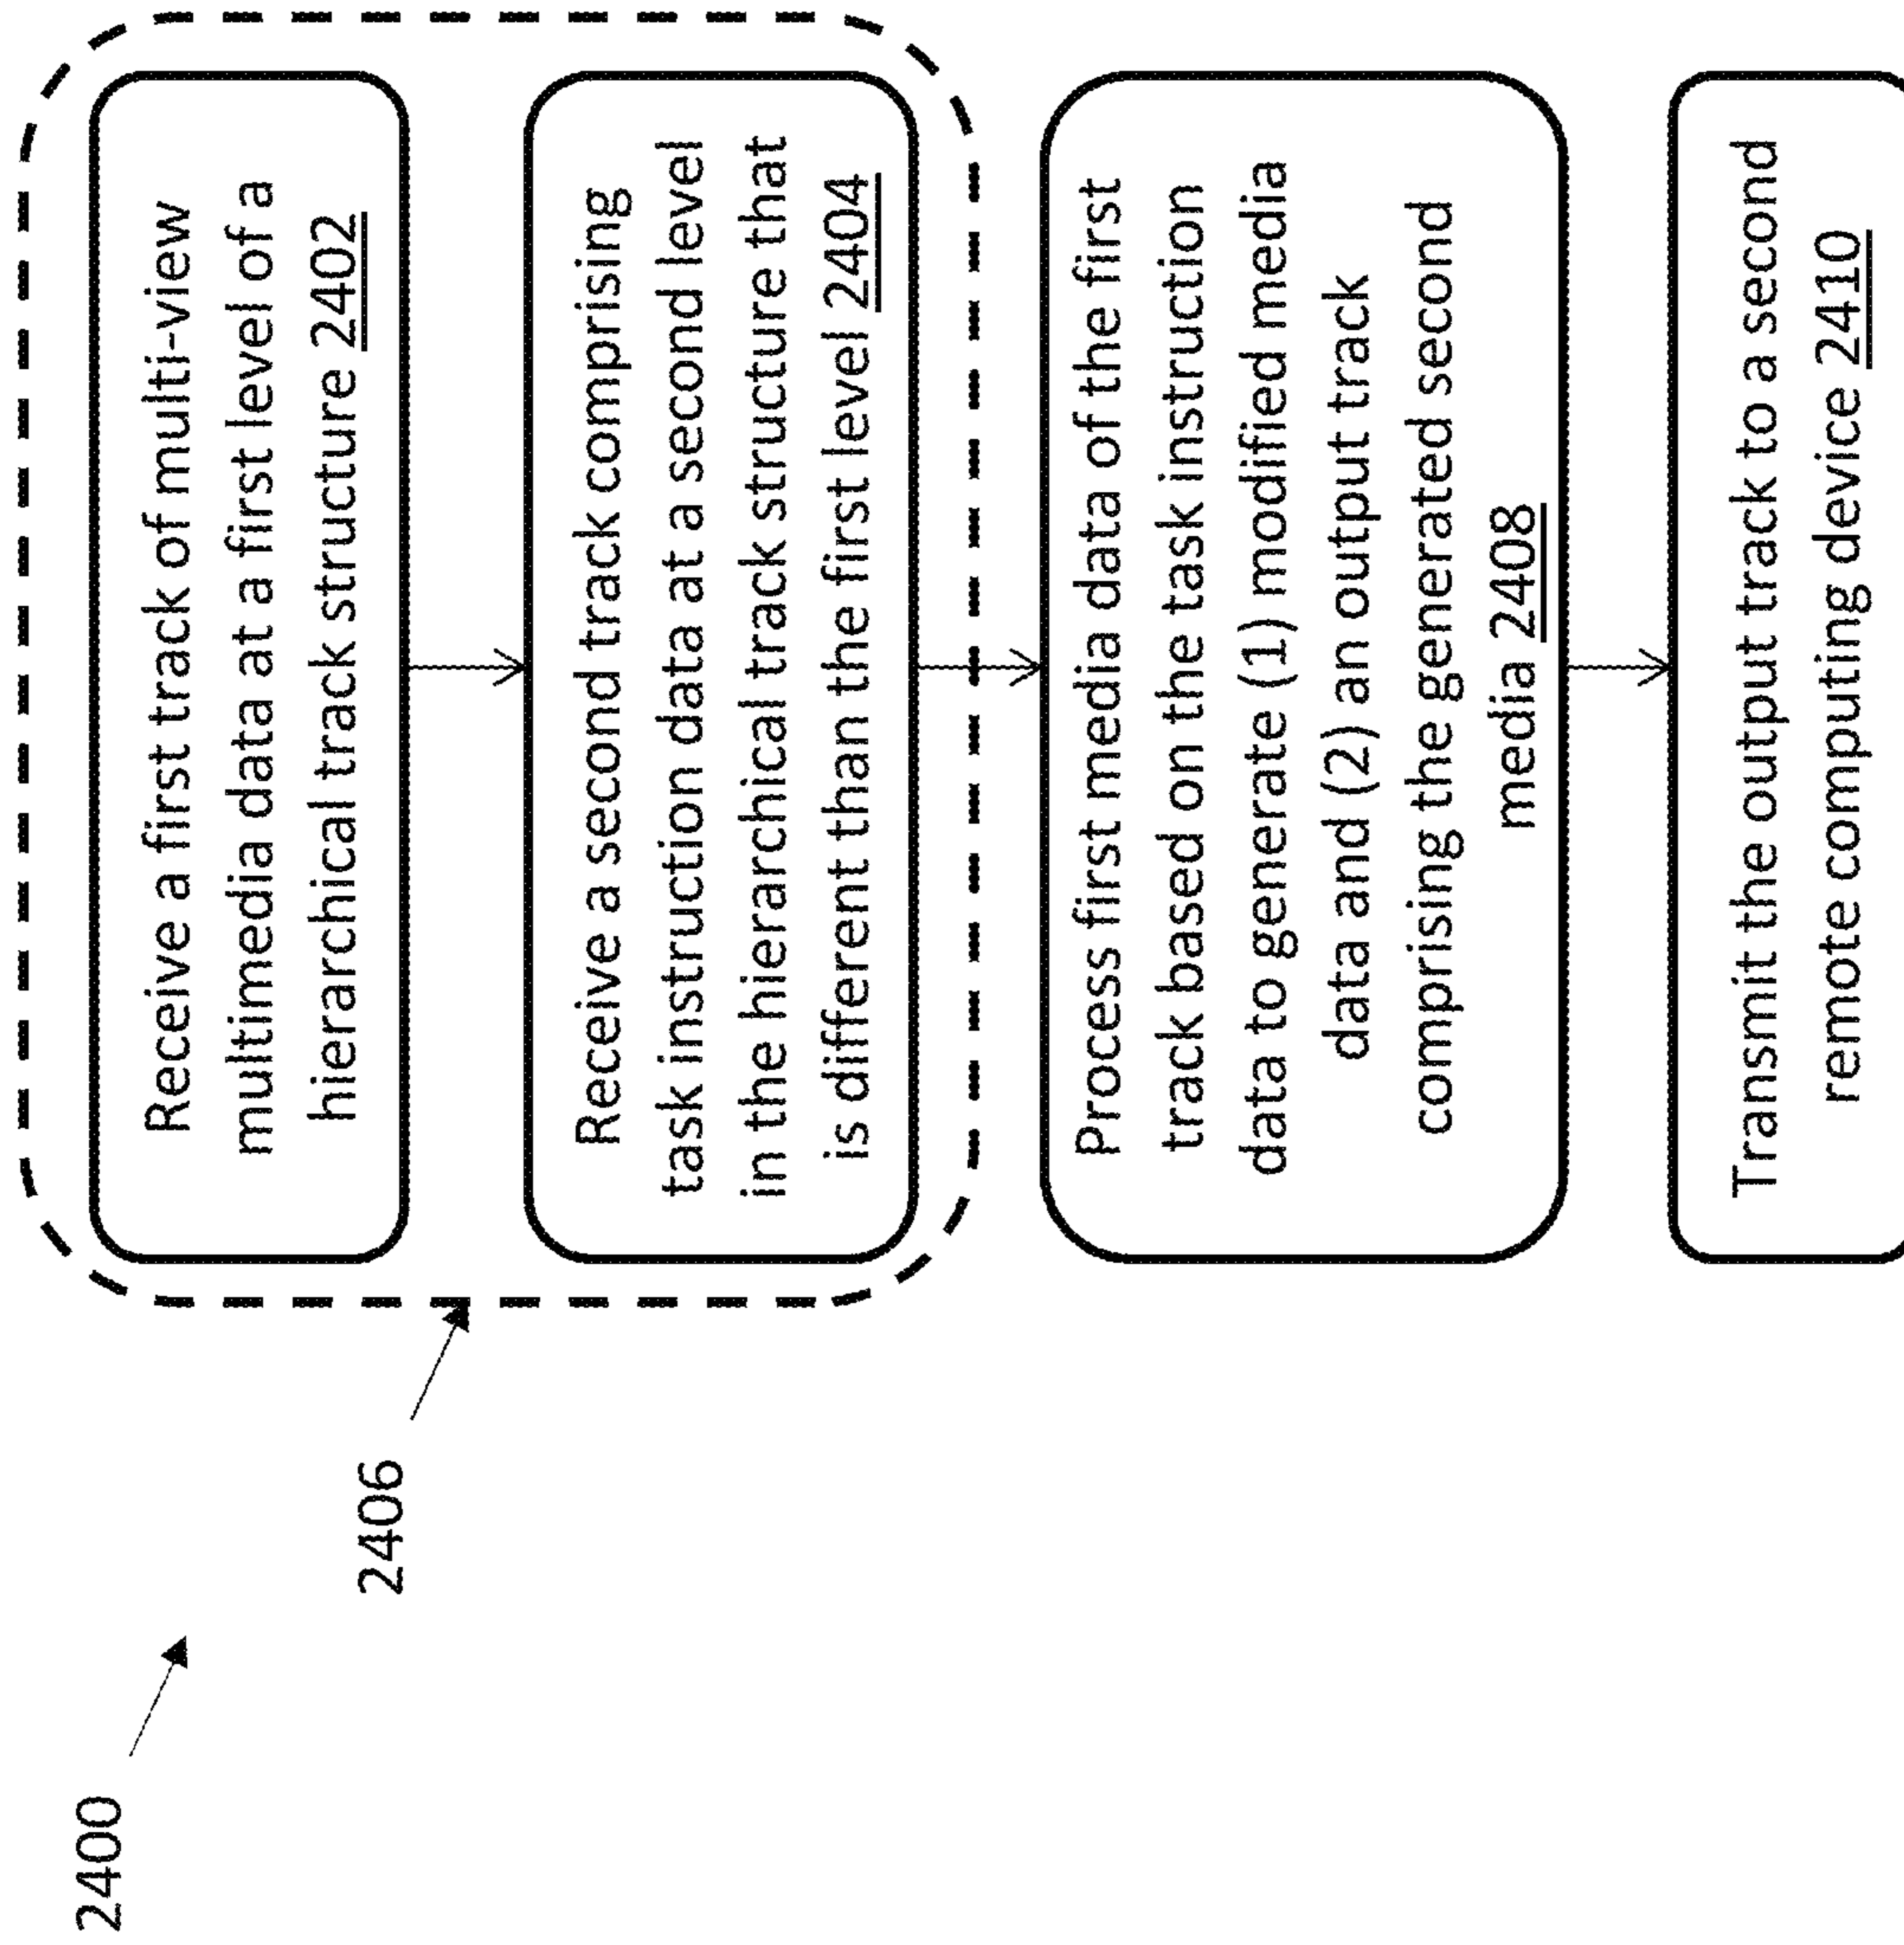 2400
2406
Receive a first track of multi-view
multimedia data at a first level of a
hierarchical track structure 2402
Receive a second track comprising
task instruction data at a second level
in the hierarchical track structure that
is different than the first level 2404
Process first media data of the first
track based on the task instruction
data to generate (1) modified media
data and (2) an output track
comprising the generated second
media 2408
Transmit the output track to a second
remote computing device 2410